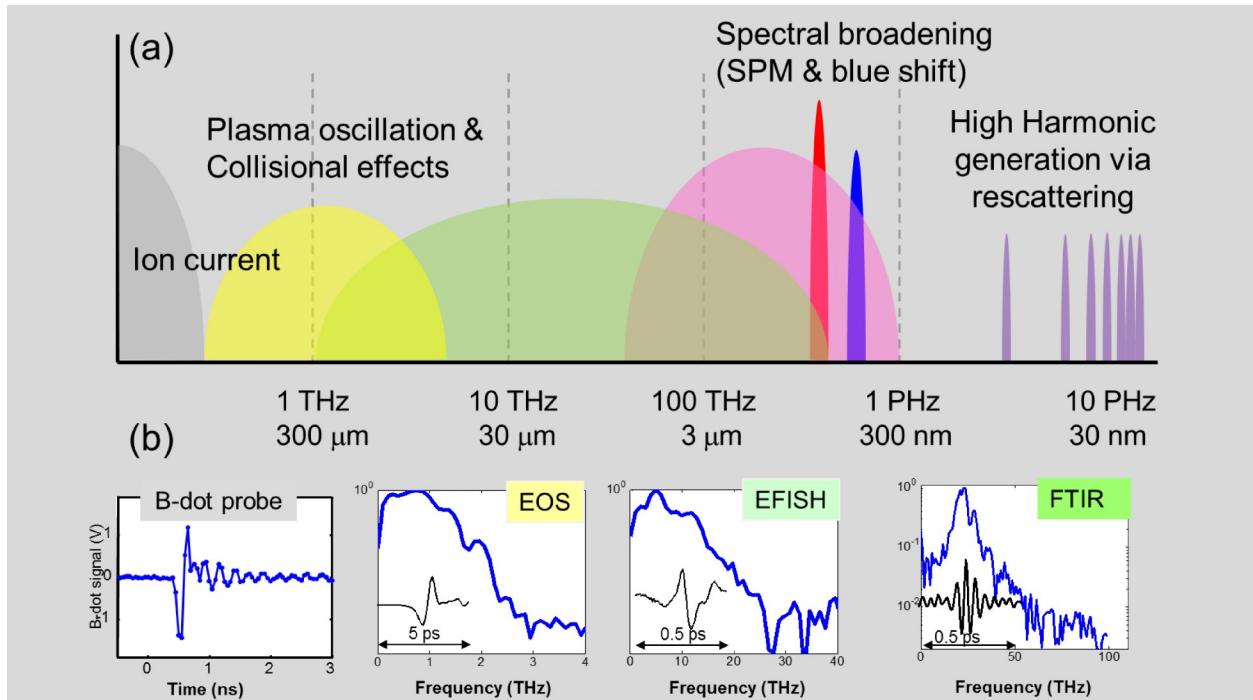 (a)
Spectral broadening
(SPM & blue shift)
Plasma oscillation &
Collisional effects
High Harmonic
generation via
rescattering
Ion current
1 THz 10 THz 100 THz 1 PHz 10 PHz
300 μm 30 μm 3 μm 300 nm 30 nm
(b)
B-dot probe
B-dot signal (V)
1
0
-1
0 1 2 3
Time (ns)
EOS
10⁰
5 ps
0 1 2 3 4
Frequency (THz)
EFISH
10⁰
0.5 ps
0 10 20 30 40
Frequency (THz)
FTIR
10⁰
10⁻¹
10⁻²
0.5 ps
0 50 100
Frequency (THz)